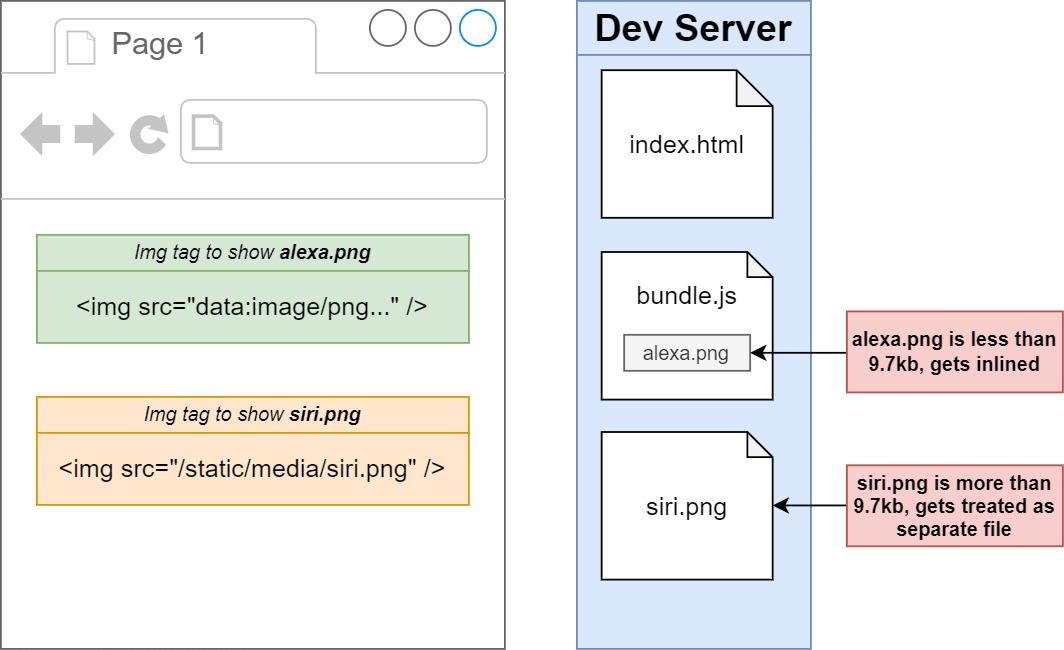 Page 1
Img tag to show alexa.png
<img src="data:image/png..." />
Img tag to show siri.png
<img src="/static/media/siri.png" />
Dev Server
index.html
bundle.js
alexa.png
siri.png
alexa.png is less than
9.7kb, gets inlined
siri.png is more than
9.7kb, gets treated as
separate file